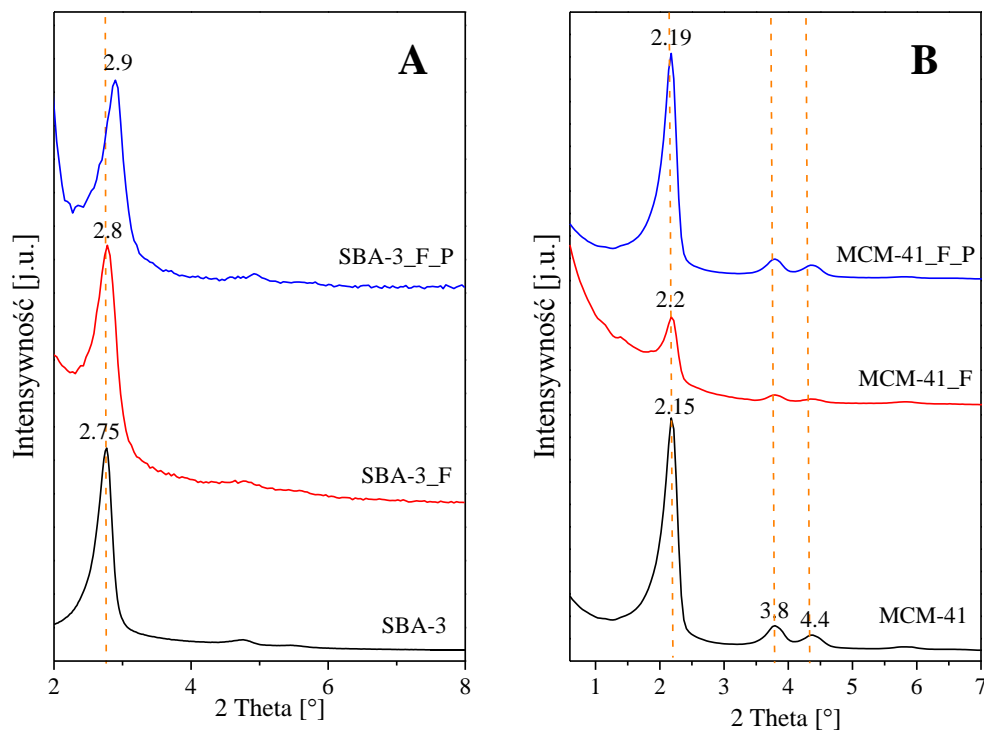 A
2.9
SBA-3_F_P
2.8
SBA-3_F
2.75
SBA-3
Intensywność [j.u.]
2 4 6 8
2 Theta [°]
B
2.19
MCM-41_F_P
2.2
MCM-41_F
2.15
3.8
4.4
MCM-41
Intensywność [j.u.]
1 2 3 4 5 6 7
2 Theta [°]